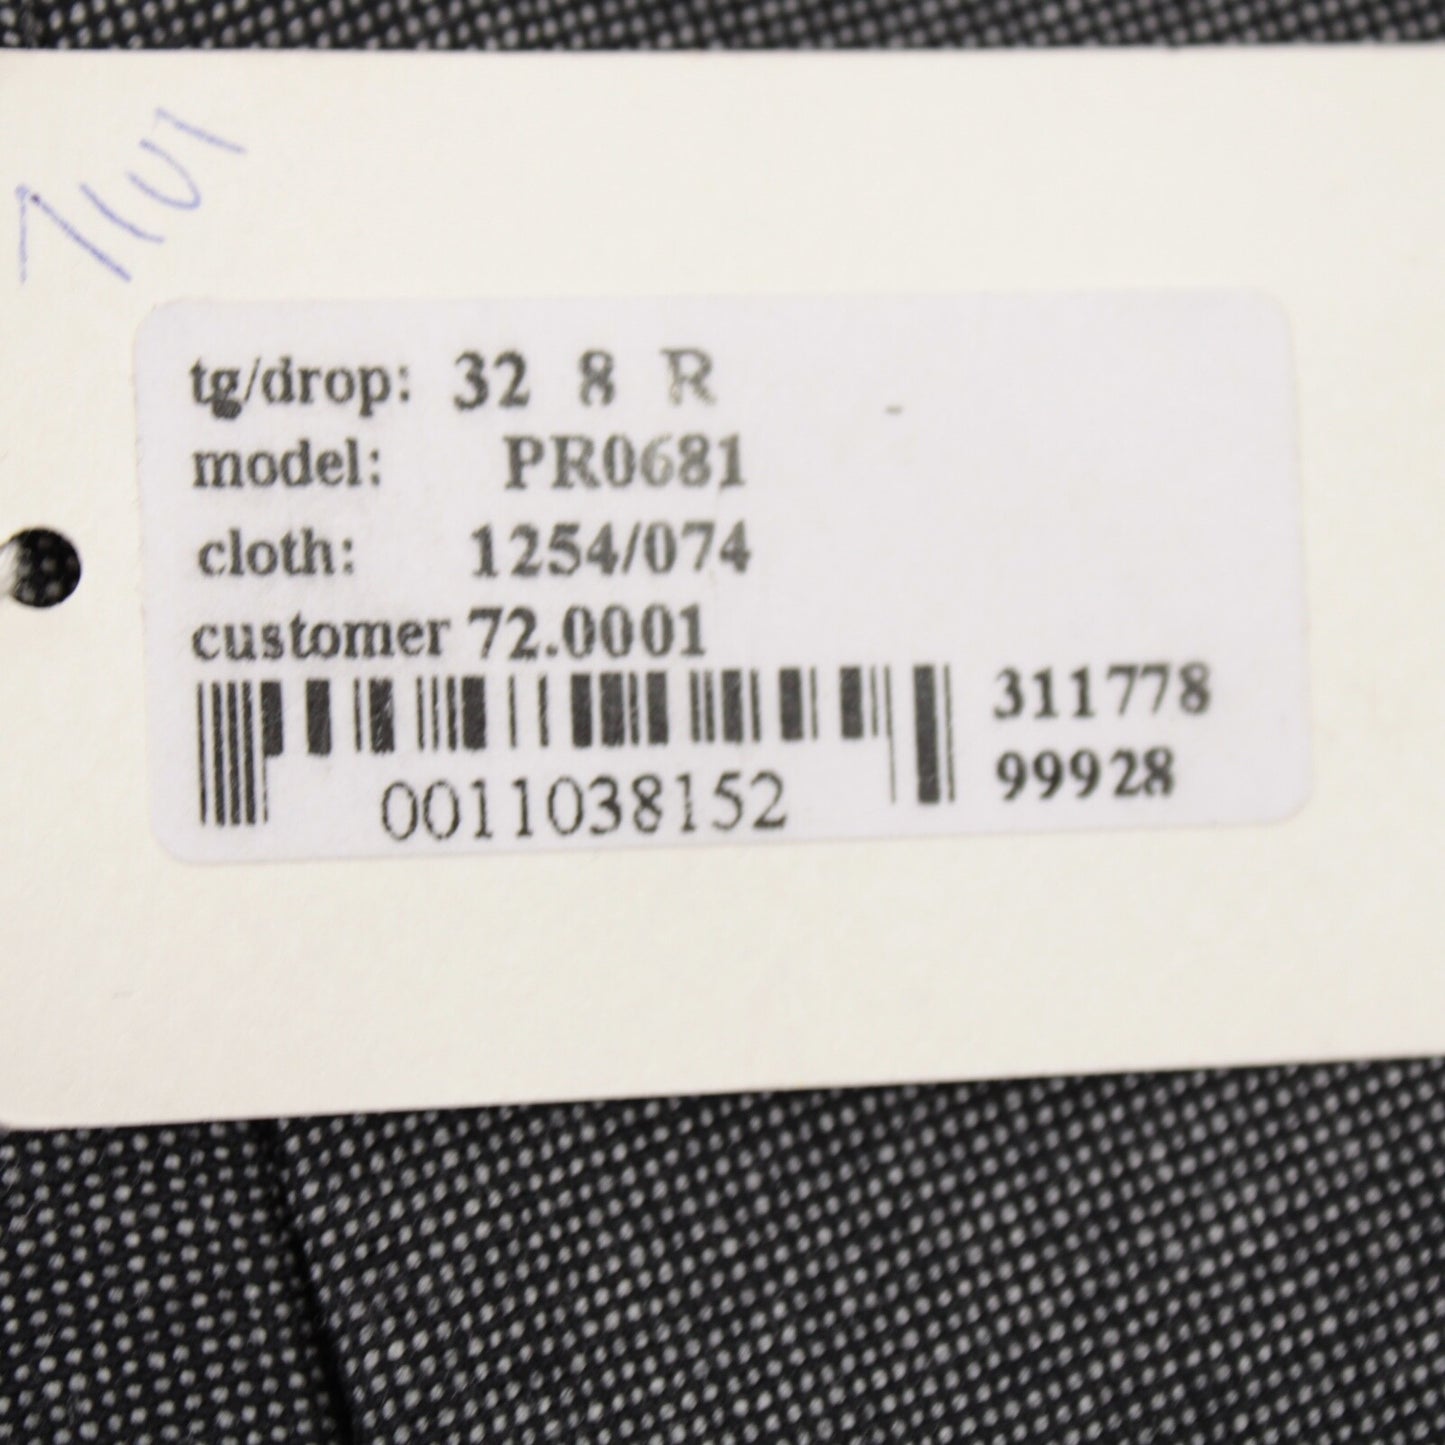 tg/drop: 32 8 R
model: PR0681
cloth: 1254/074
customer 72.0001
311778
99928
0011038152